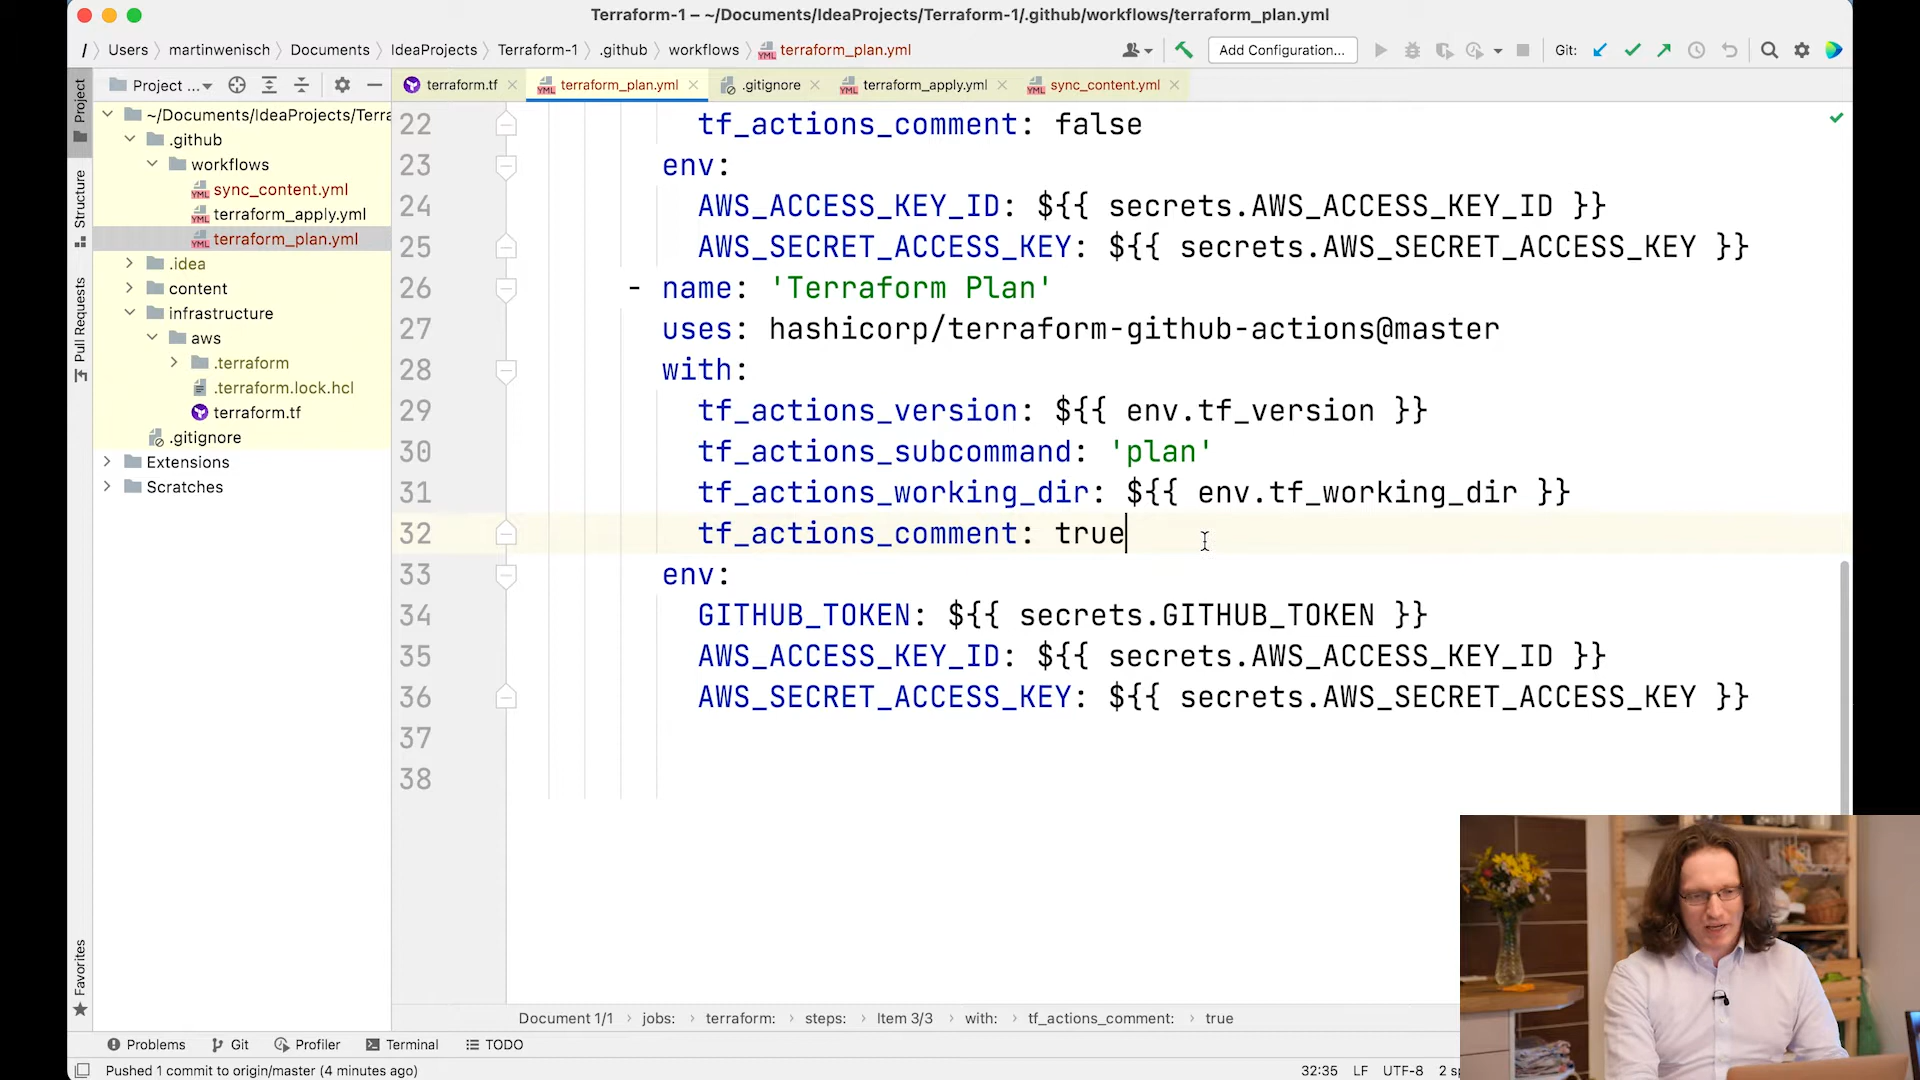 Terraform-1 – ~/Documents/IdeaProjects/Terraform-1/.github/workflows/terraform_plan.yml
/ Users martinwenisch Documents IdeaProjects Terraform-1 .github workflows terraform_plan.yml Add Configuration... Git:
Project ... terraform.tf terraform_plan.yml .gitignore terraform_apply.yml sync_content.yml
Project
Structure
Pull Requests
Favorites
~/Documents/IdeaProjects/Terra
.github
workflows
sync_content.yml
terraform_apply.yml
terraform_plan.yml
.idea
content
infrastructure
aws
.terraform
.terraform.lock.hcl
terraform.tf
.gitignore
Extensions
Scratches
22 tf_actions_comment: false
23 env:
24 AWS_ACCESS_KEY_ID: ${{ secrets.AWS_ACCESS_KEY_ID }}
25 AWS_SECRET_ACCESS_KEY: ${{ secrets.AWS_SECRET_ACCESS_KEY }}
26 - name: 'Terraform Plan'
27 uses: hashicorp/terraform-github-actions@master
28 with:
29 tf_actions_version: ${{ env.tf_version }}
30 tf_actions_subcommand: 'plan'
31 tf_actions_working_dir: ${{ env.tf_working_dir }}
32 tf_actions_comment: true
33 env:
34 GITHUB_TOKEN: ${{ secrets.GITHUB_TOKEN }}
35 AWS_ACCESS_KEY_ID: ${{ secrets.AWS_ACCESS_KEY_ID }}
36 AWS_SECRET_ACCESS_KEY: ${{ secrets.AWS_SECRET_ACCESS_KEY }}
37
38
Document 1/1 jobs: terraform: steps: Item 3/3 with: tf_actions_comment: true
Problems Git Profiler Terminal TODO
Pushed 1 commit to origin/master (4 minutes ago) 32:35 LF UTF-8 2 sp